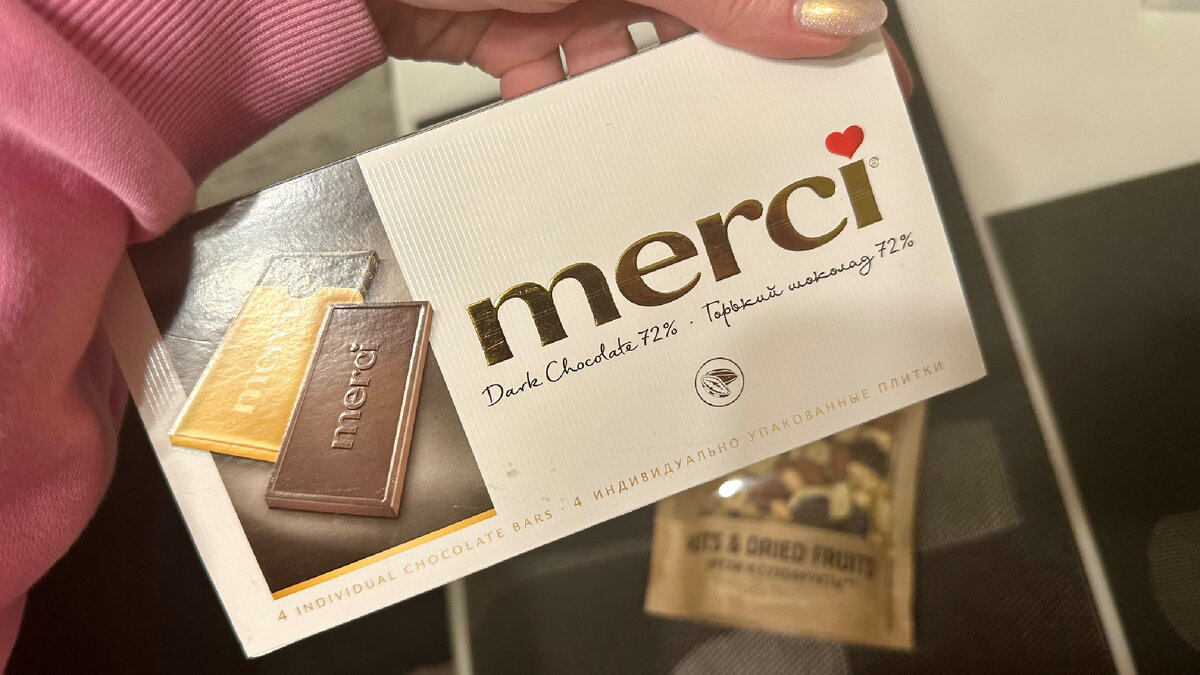 merci®
Dark Chocolate 72% · Горький шоколад 72%
merci
merci
4 INDIVIDUAL CHOCOLATE BARS · 4 ИНДИВИДУАЛЬНО УПАКОВАННЫЕ ПЛИТКИ
& DRIED FRUITS